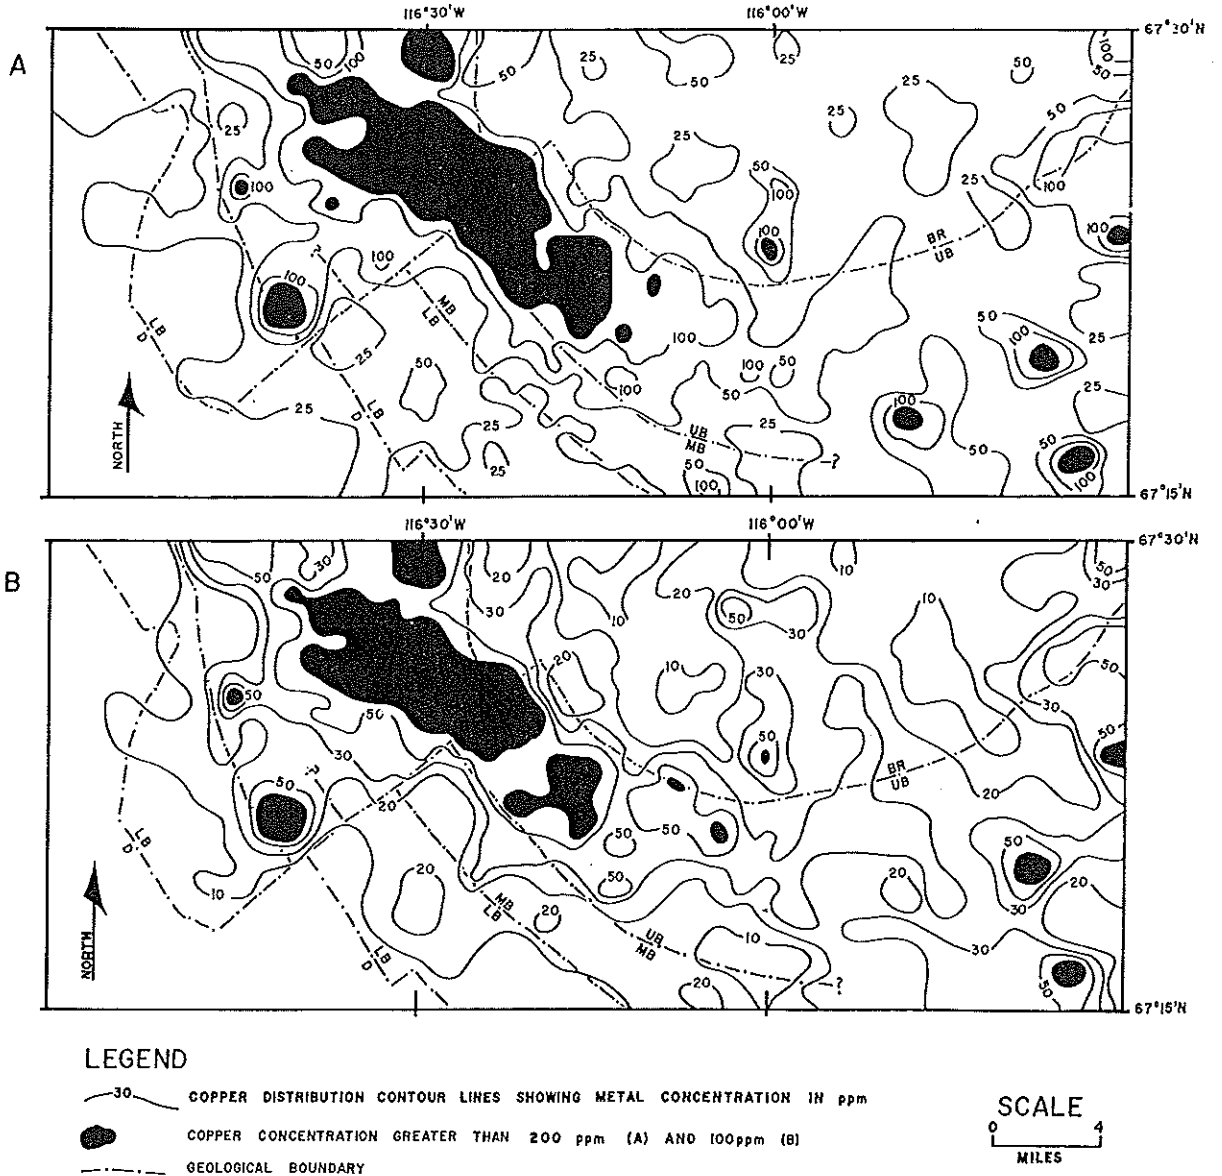 116°30'W 116°00'W
67°30'N
A
50 100 50 25 50 100 50
25 25 50
25 25
100 50 100 25 100
100
BR
UB
100
? 100 MB
LB
LB
D
100 25
50 100 100 50 50 25
50 100
25 LB
D 25
UB
MB 25 -?
50
NORTH
25 50 100 50 100
67°15'N
116°30'W 116°00'W
67°30'N
B
50 30 20 10 50
30
30 20 10 50 30 10
20 10 30 50
50 50 30
30 50 50
?
50 20 BR
UB 20
LB
D
50 50 50
10 20 50 20 30
MB
LB 20 UB
MB 10 30
LB
D
-?
50
NORTH
67°15'N
LEGEND
30 COPPER DISTRIBUTION CONTOUR LINES SHOWING METAL CONCENTRATION IN ppm
COPPER CONCENTRATION GREATER THAN 200 ppm (A) AND 100ppm (B)
GEOLOGICAL BOUNDARY
SCALE
0 4
MILES